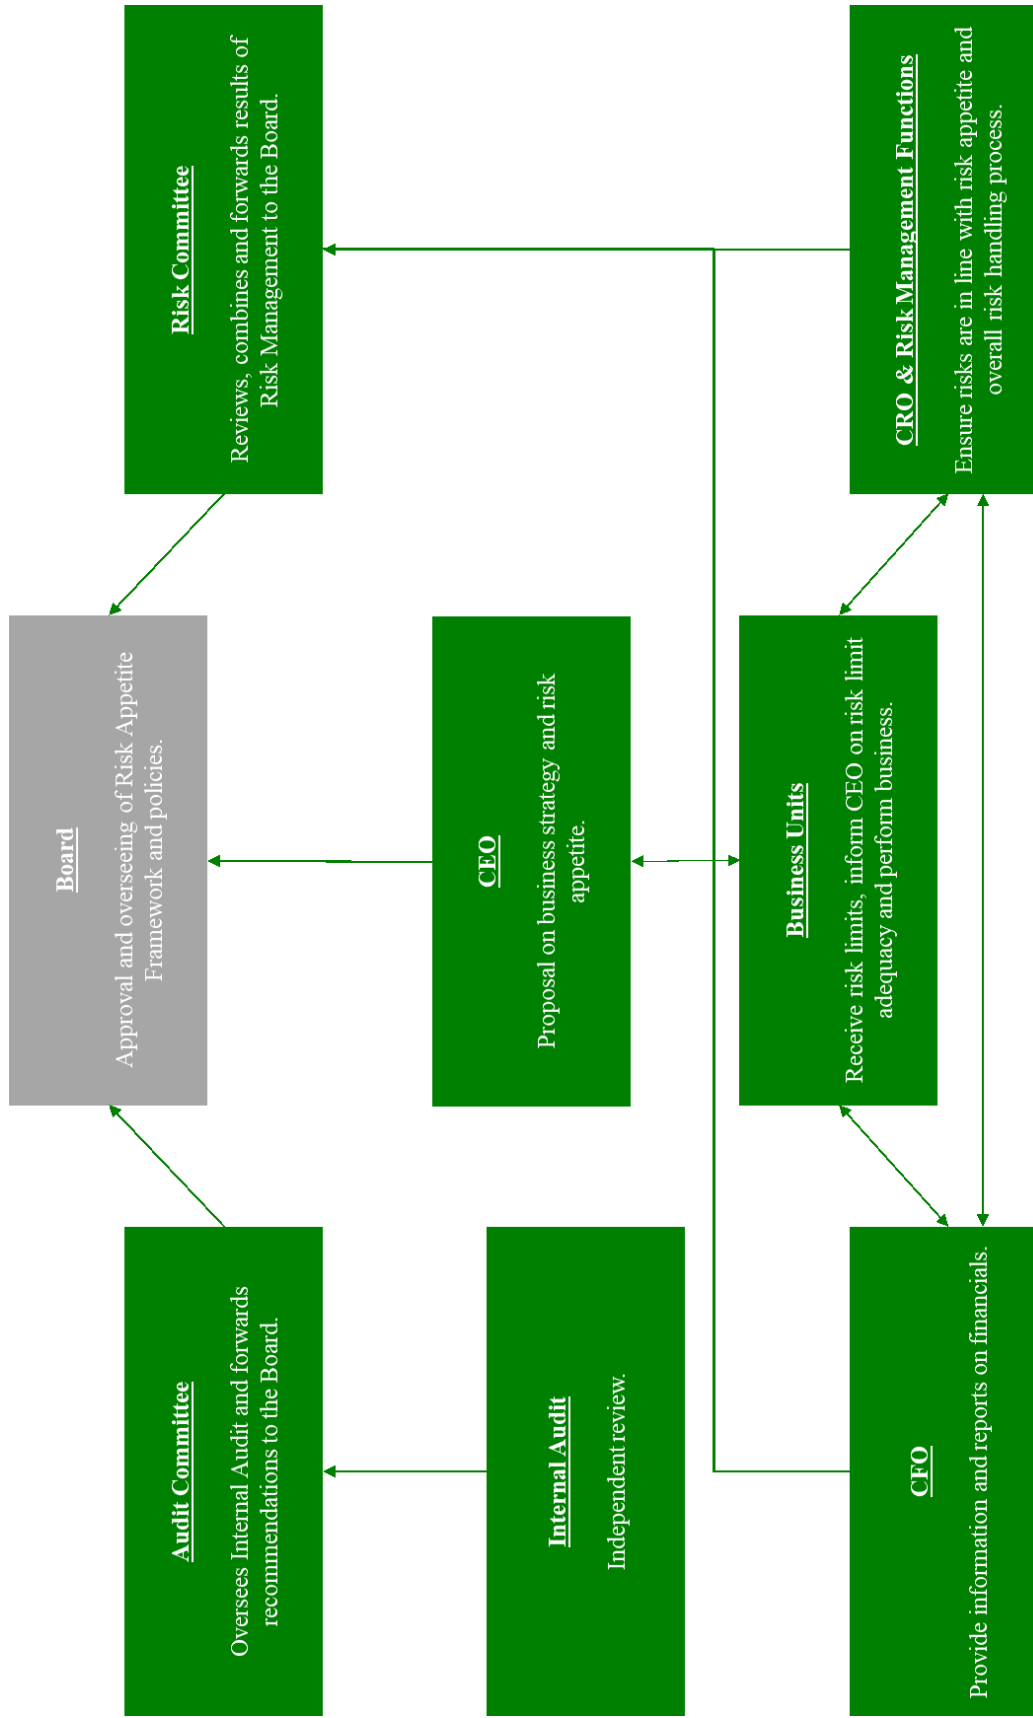 Board
Approval and overseeing of Risk Appetite
Framework and policies.
Audit Committee
Oversees Internal Audit and forwards
recommendations to the Board.
Risk Committee
Reviews, combines and forwards results of
Risk Management to the Board.
CEO
Proposal on business strategy and risk
appetite.
Internal Audit
Independent review.
Business Units
Receive risk limits, inform CEO on risk limit
adequacy and perform business.
CFO
Provide information and reports on financials.
CRO & Risk Management Functions
Ensure risks are in line with risk appetite and
overall risk handling process.